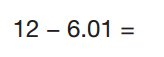 12 − 6.01 =